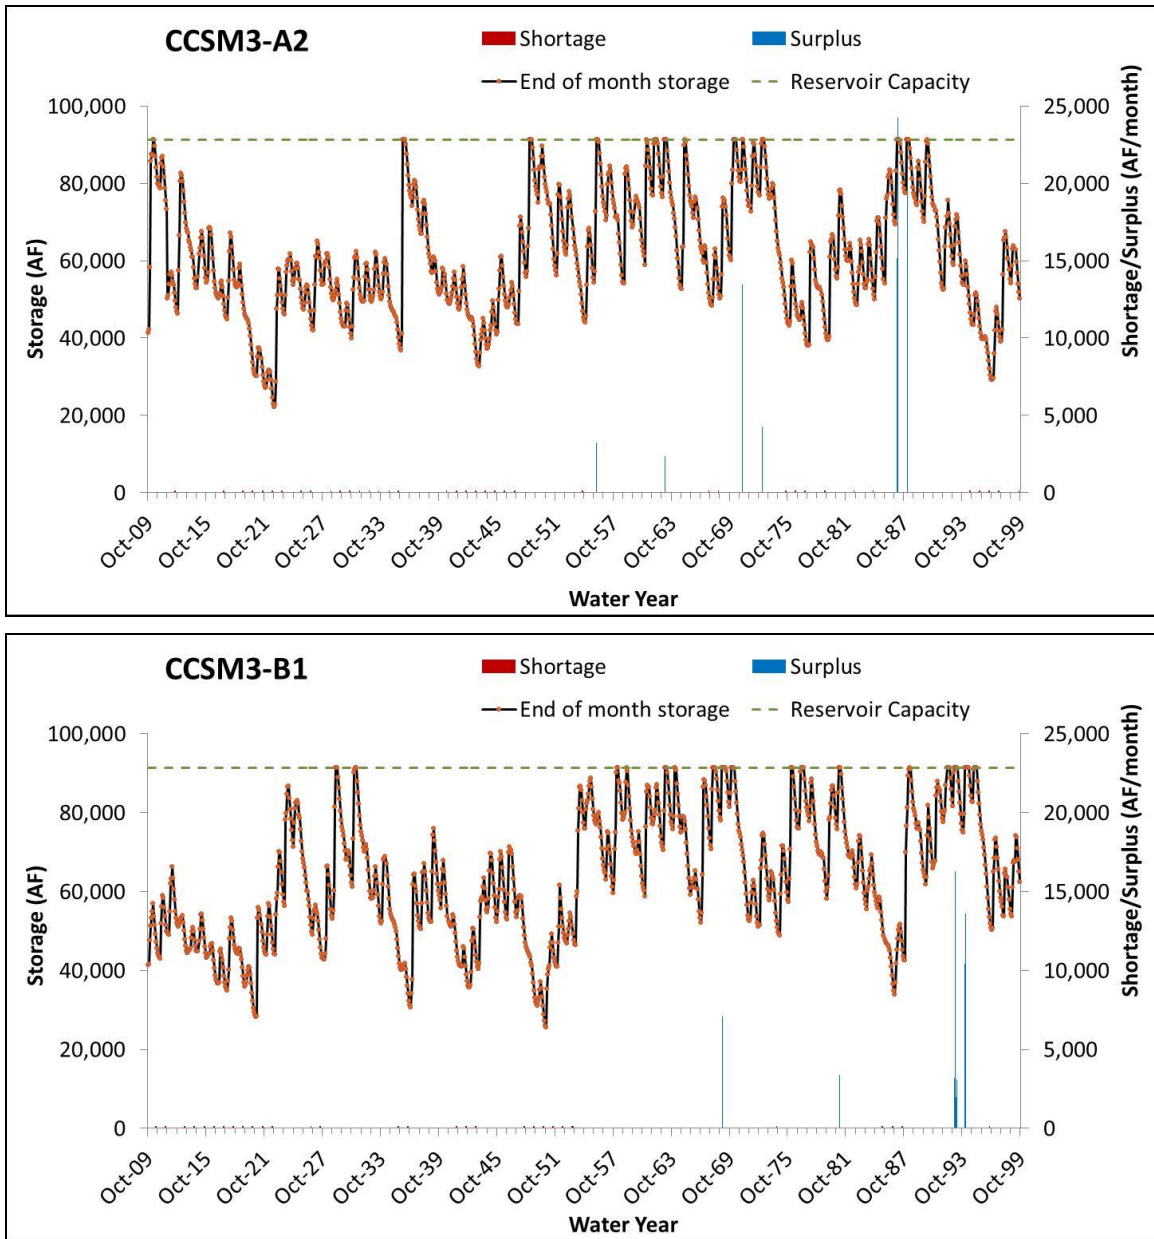 CCSM3-A2
Shortage
Surplus
End of month storage
Reservoir Capacity
100,000
80,000
60,000
40,000
20,000
0
Storage (AF)
25,000
20,000
15,000
10,000
5,000
0
Shortage/Surplus (AF/month)
Oct-09
Oct-15
Oct-21
Oct-27
Oct-33
Oct-39
Oct-45
Oct-51
Oct-57
Oct-63
Oct-69
Oct-75
Oct-81
Oct-87
Oct-93
Oct-99
Water Year
CCSM3-B1
Shortage
Surplus
End of month storage
Reservoir Capacity
100,000
80,000
60,000
40,000
20,000
0
Storage (AF)
25,000
20,000
15,000
10,000
5,000
0
Shortage/Surplus (AF/month)
Oct-09
Oct-15
Oct-21
Oct-27
Oct-33
Oct-39
Oct-45
Oct-51
Oct-57
Oct-63
Oct-69
Oct-75
Oct-81
Oct-87
Oct-93
Oct-99
Water Year